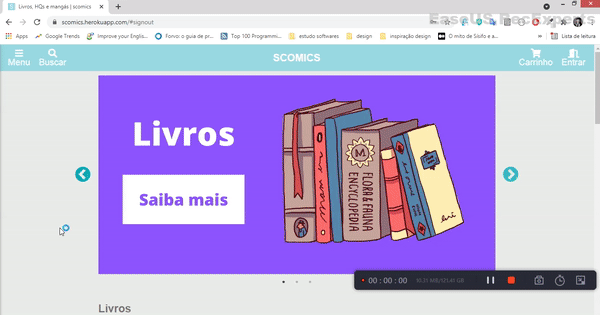 Livros, HQs e mangás | scomics
EaseUS RecExperts
scomics.herokuapp.com/#signout
Apps
Google Trends
Improve your Englis...
Forvo: o guia de pr...
Top 100 Programmi...
estudo softwares
design
inspiração design
O mito de Sísifo e a...
Lista de leitura
Menu
Buscar
SCOMICS
Carrinho
Entrar
Livros
Saiba mais
M
FLORA & FAUNA
ENCYCLOPEDIA
00 : 00 : 00
Livros